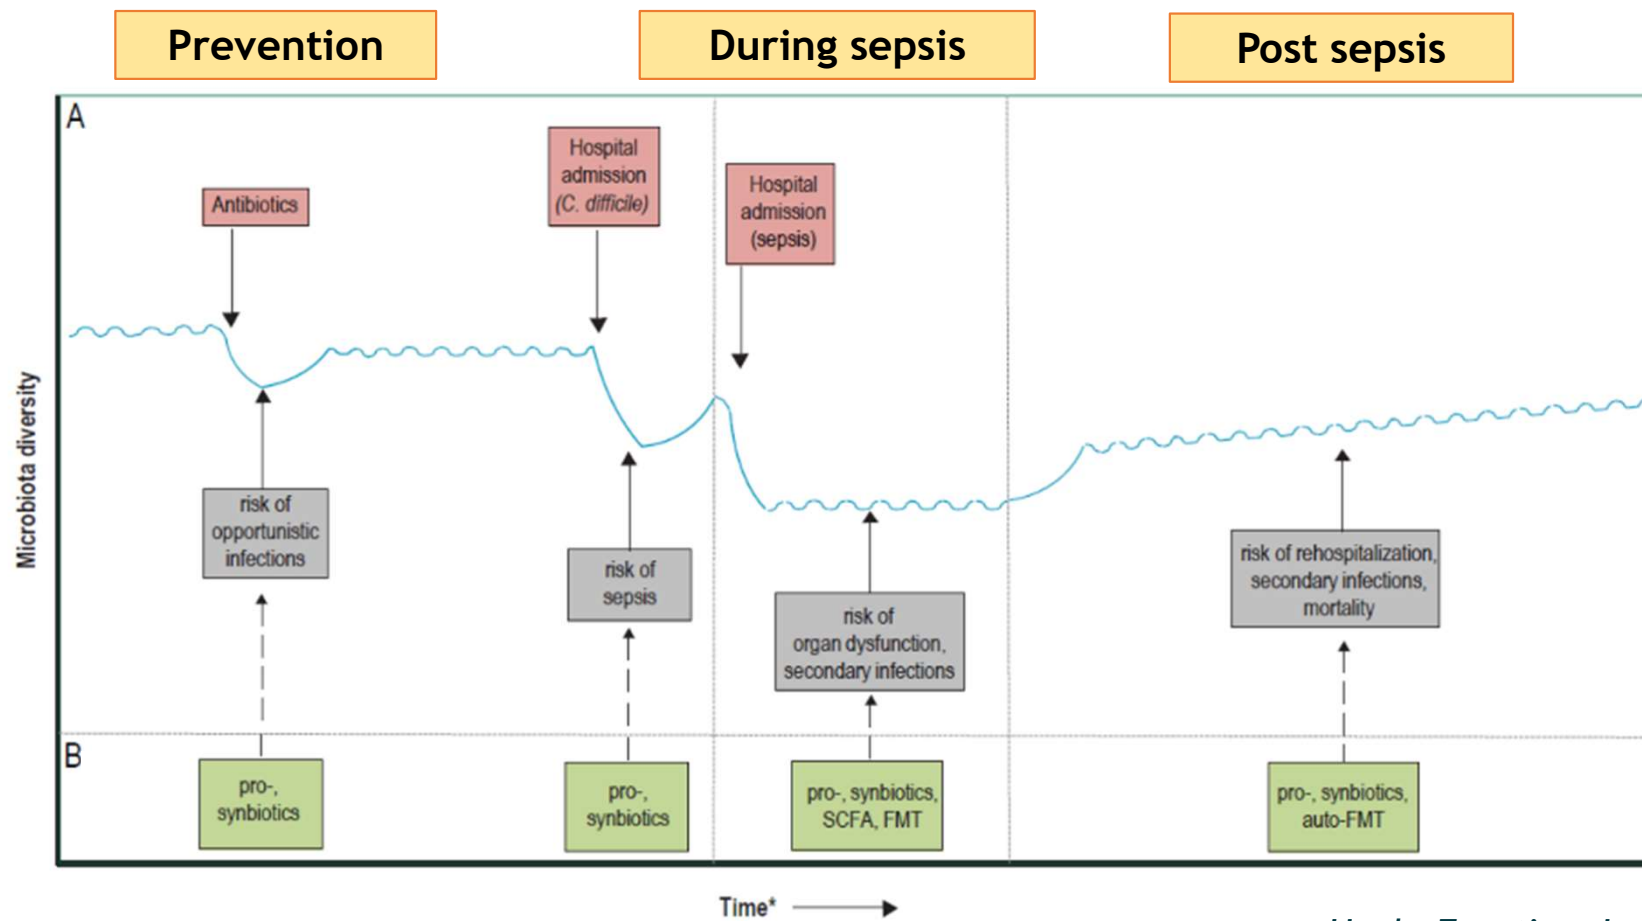 Prevention
During sepsis
Post sepsis
A
Antibiotics
Hospital
admission
(C. difficile)
Hospital
admission
(sepsis)
Microbiota diversity
risk of
opportunistic
infections
risk of
sepsis
risk of
organ dysfunction,
secondary infections
risk of rehospitalization,
secondary infections,
mortality
B
pro-,
synbiotics
pro-,
synbiotics
pro-, synbiotics,
SCFA, FMT
pro-, synbiotics,
auto-FMT
Time*